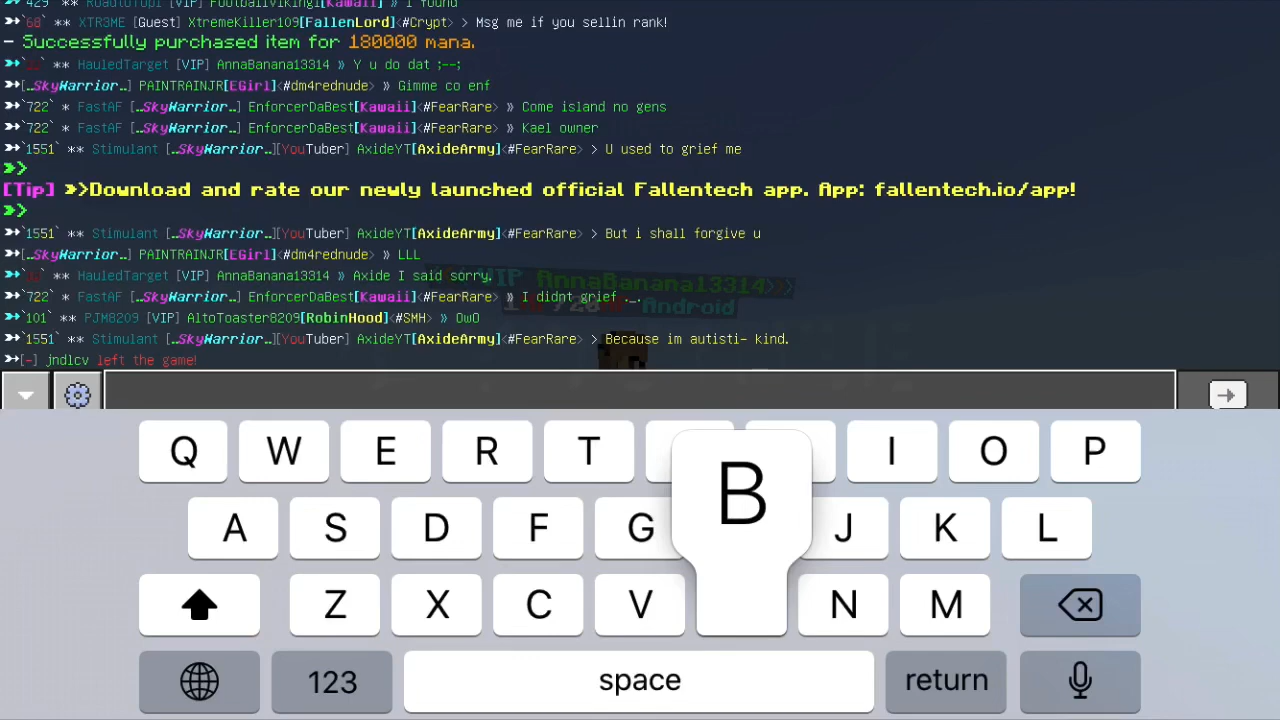 [VIP] [Kawaii] » I found
➳`68` ** XTR3ME [Guest] XtremeKiller109[FallenLord]<#Crypt> > Msg me if you sellin rank!
- Successfully purchased item for 180000 mana.
HauledTarget [VIP] AnnaBanana13314 » Y u do dat ;--;
➳[..SkyWarrior..] PAINTRAINJR[EGirl]<#dm4rednude> » Gimme co enf
➳`722` * FastAF [..SkyWarrior..] EnforcerDaBest[Kawaii]<#FearRare> » Come island no gens
➳`722` * FastAF [..SkyWarrior..] EnforcerDaBest[Kawaii]<#FearRare> » Kael owner
➳`1551` ** Stimulant [..SkyWarrior..][YouTuber] AxideYT[AxideArmy]<#FearRare> > U used to grief me
➳>
[Tip] ➳>Download and rate our newly launched official Fallentech app. App: fallentech.io/app!
➳>
➳`1551` ** Stimulant [..SkyWarrior..][YouTuber] AxideYT[AxideArmy]<#FearRare> > But i shall forgive u
➳[..SkyWarrior..] PAINTRAINJR[EGirl]<#dm4rednude> » LLL
HauledTarget [VIP] AnnaBanana13314 » Axide I said sorry.
VIP AnnaBanana13314>>
➳`722` * FastAF [..SkyWarrior..] EnforcerDaBest[Kawaii]<#FearRare> » I didnt grief ._.
Android
➳`101` ** PJM8209 [VIP] AltoToaster8209[RobinHood]<#SMH> » OwO
➳`1551` ** Stimulant [..SkyWarrior..][YouTuber] AxideYT[AxideArmy]<#FearRare> > Because im autisti- kind.
➳[-] jndlcv left the game!
Q W E R T I O P
A S D F G J K L
B
Z X C V N M
123 space return